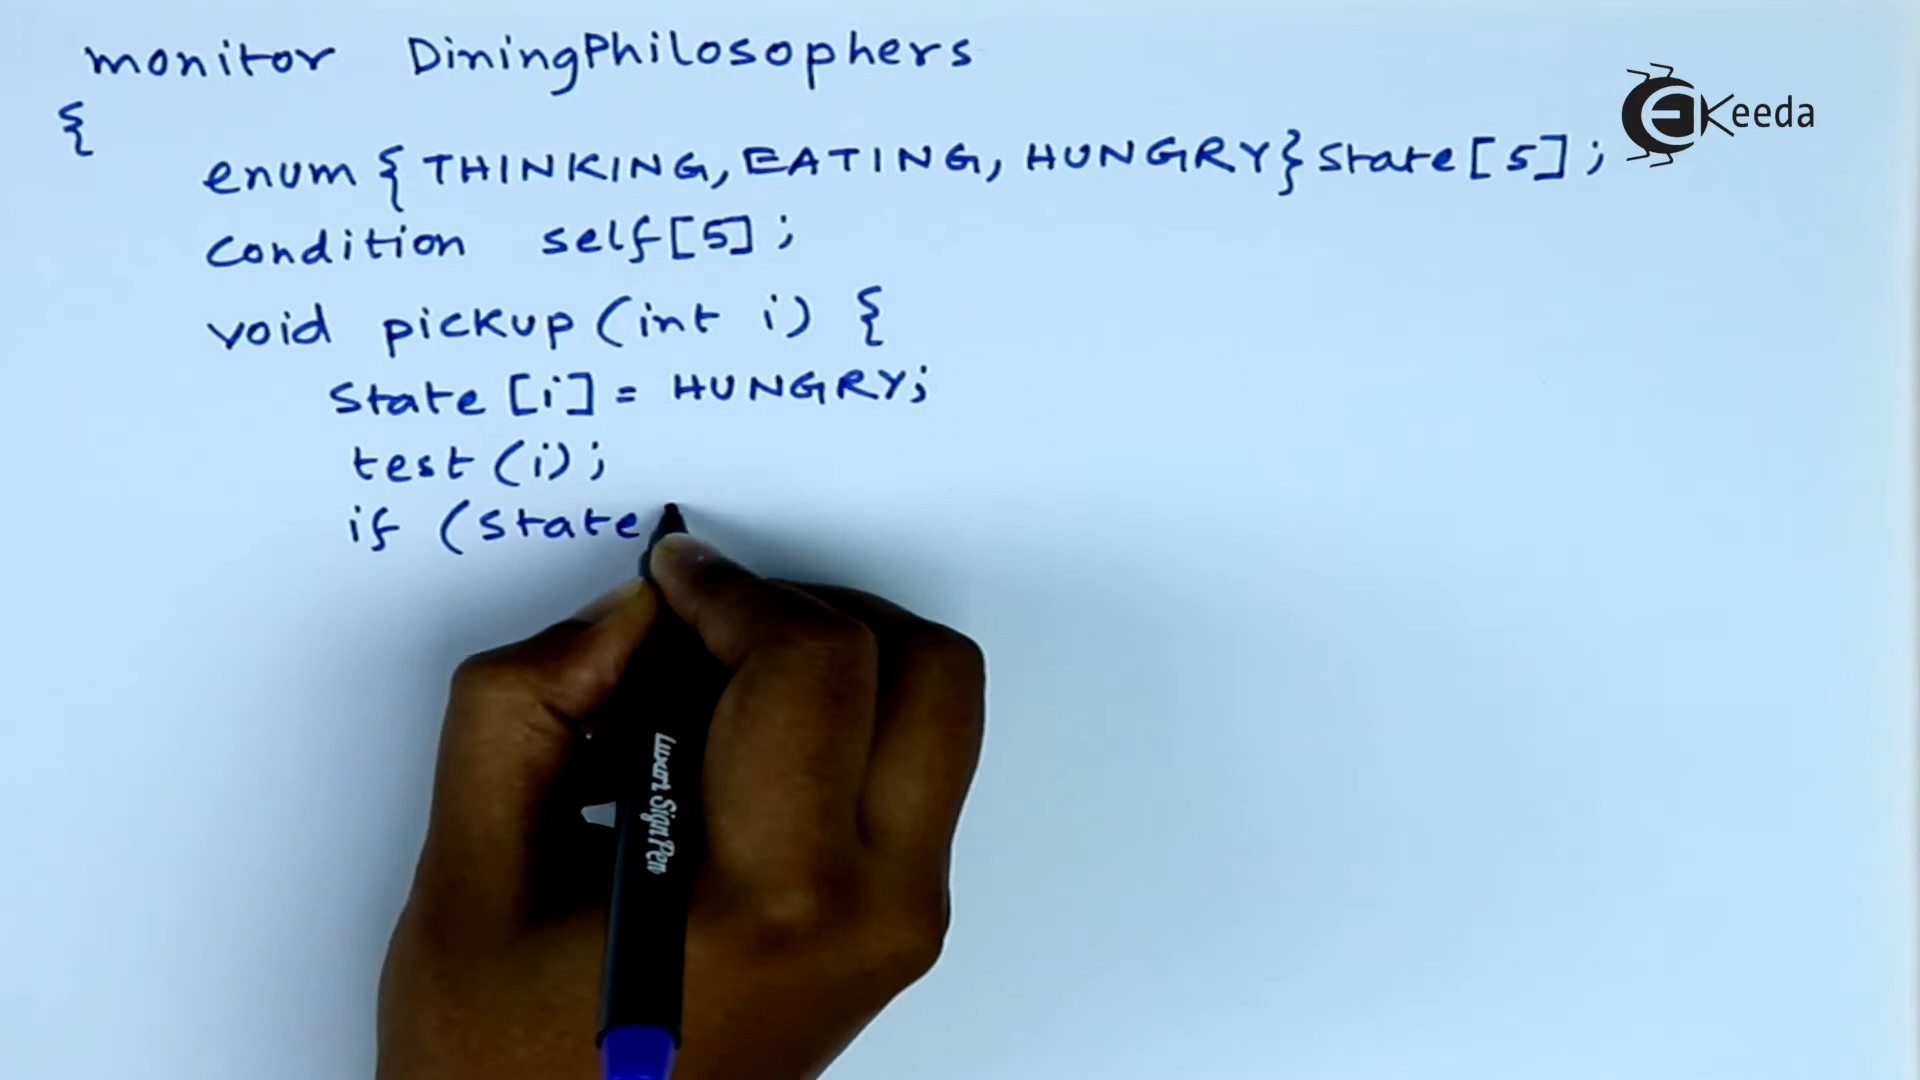 monitor DiningPhilosophers
{
enum { THINKING, EATING, HUNGRY } state [5];
condition self[5];
void pickup (int i) {
state [i] = HUNGRY;
test (i);
if (state
EKeeda
Luxor Sign Pen